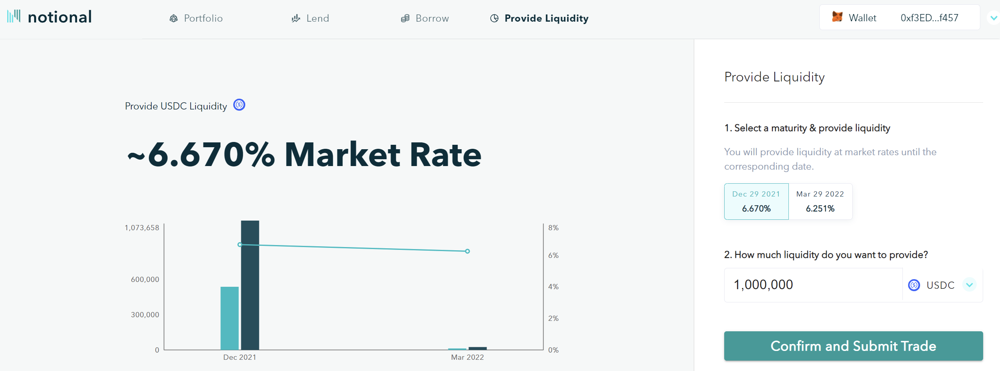 notional
Portfolio
Lend
Borrow
Provide Liquidity
Wallet 0xf3ED...f457
Provide USDC Liquidity
~6.670% Market Rate
1,073,658
600,000
300,000
0
8%
6%
4%
2%
0%
Dec 2021
Mar 2022
Provide Liquidity
1. Select a maturity & provide liquidity
You will provide liquidity at market rates until the
corresponding date.
Dec 29 2021
6.670%
Mar 29 2022
6.251%
2. How much liquidity do you want to provide?
1,000,000
USDC
Confirm and Submit Trade